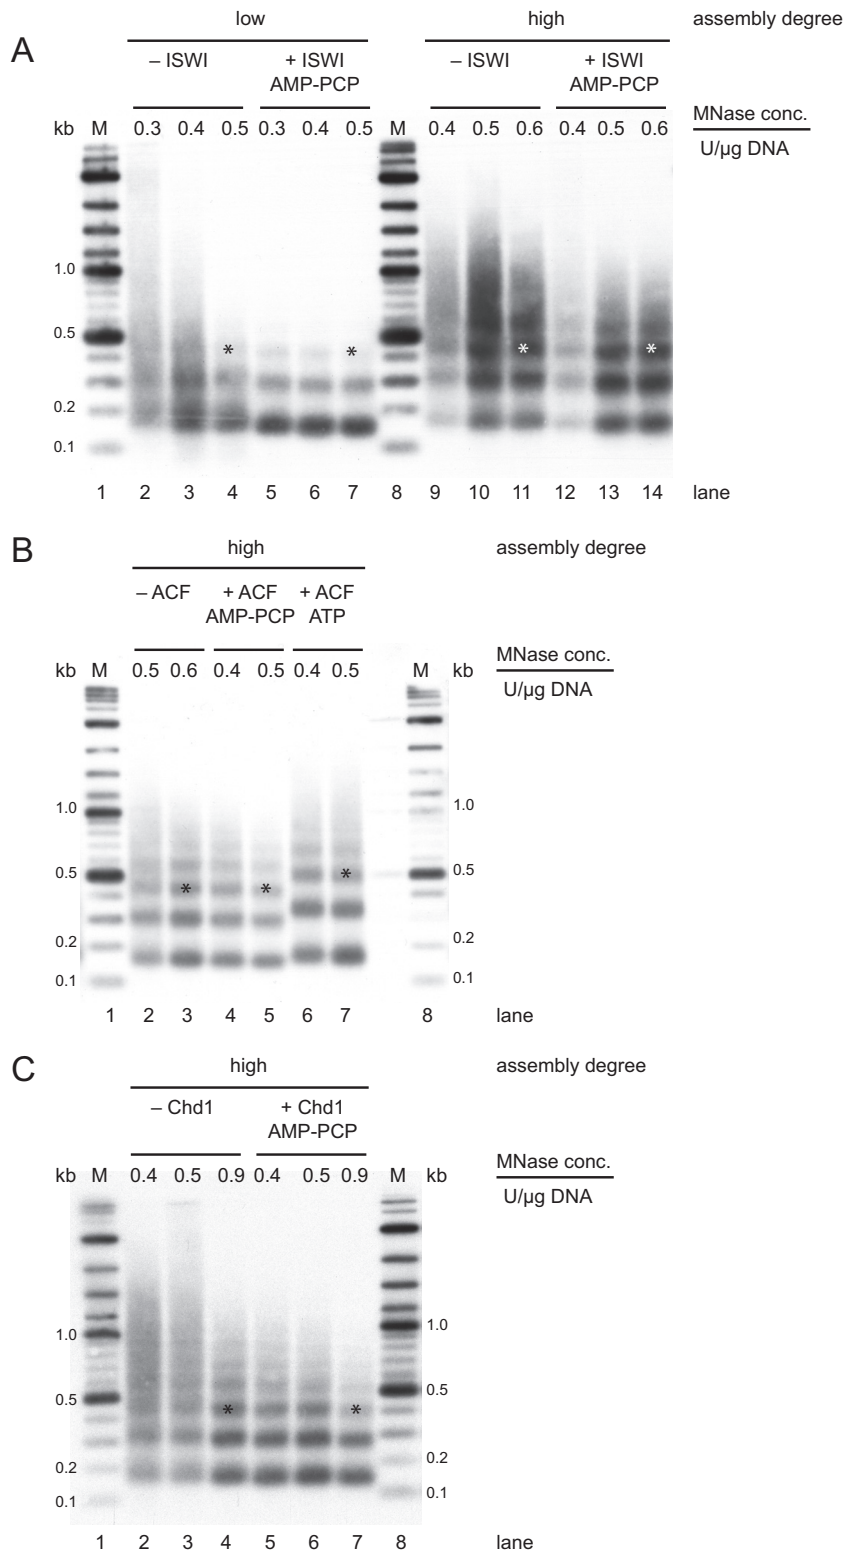 low high assembly degree
A
– ISWI + ISWI – ISWI + ISWI
AMP-PCP AMP-PCP
MNase conc.
kb M 0.3 0.4 0.5 0.3 0.4 0.5 M 0.4 0.5 0.6 0.4 0.5 0.6
U/µg DNA
1.0
0.5
* * * *
0.2
0.1
1 2 3 4 5 6 7 8 9 10 11 12 13 14 lane
B
high assembly degree
– ACF + ACF + ACF
AMP-PCP ATP
MNase conc.
kb M 0.5 0.6 0.4 0.5 0.4 0.5 M kb
U/µg DNA
1.0 1.0
0.5 * 0.5
* *
0.2 0.2
0.1 0.1
1 2 3 4 5 6 7 8 lane
C
high assembly degree
– Chd1 + Chd1
AMP-PCP
MNase conc.
kb M 0.4 0.5 0.9 0.4 0.5 0.9 M kb
U/µg DNA
1.0 1.0
0.5 0.5
* *
0.2 0.2
0.1 0.1
1 2 3 4 5 6 7 8 lane